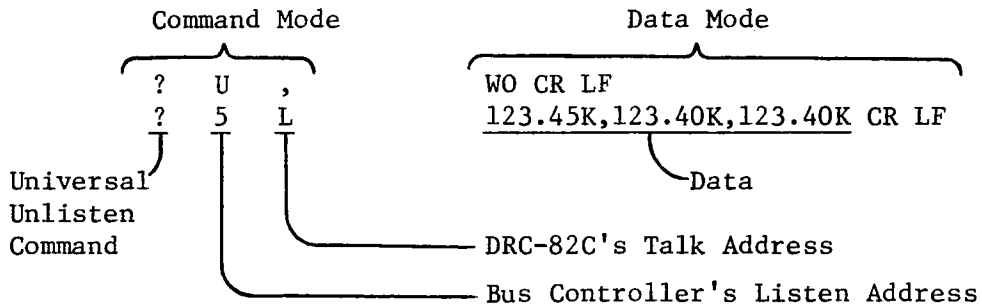 Command Mode Data Mode
? U , WO CR LF
? 5 L 123.45K,123.40K,123.40K CR LF
Universal Data
Unlisten
Command DRC-82C's Talk Address
Bus Controller's Listen Address